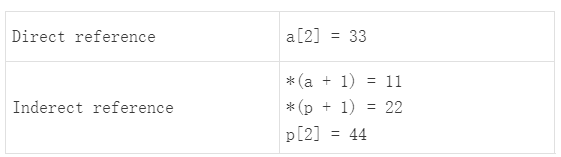 Direct reference
a[2] = 33
Inderect reference
*(a + 1) = 11
*(p + 1) = 22
p[2] = 44